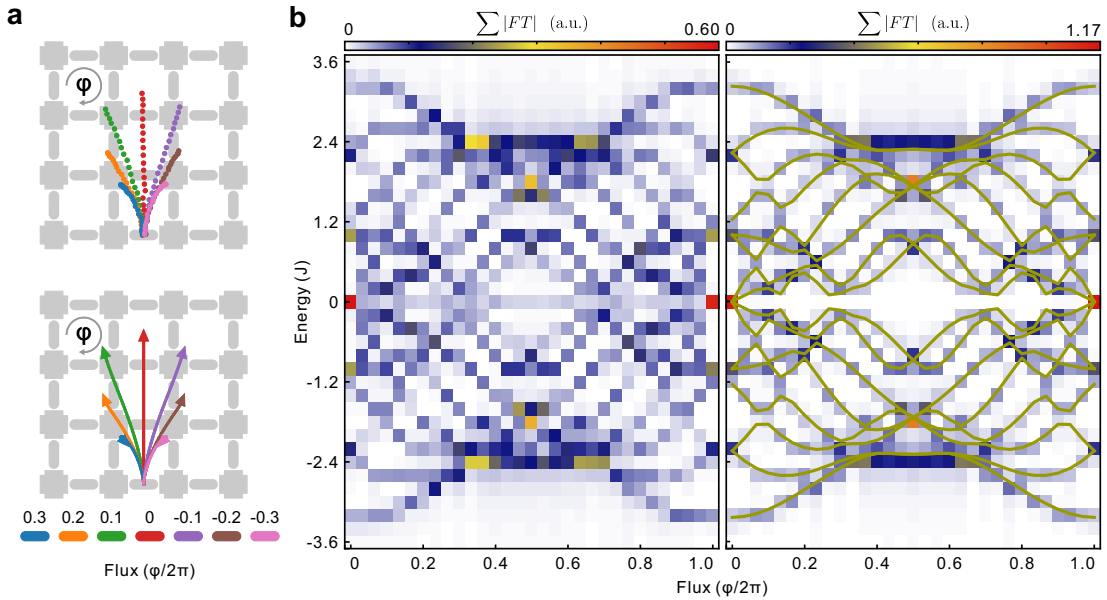 a
φ
φ
0.3 0.2 0.1 0 -0.1 -0.2 -0.3
Flux (φ/2π)
b
0 ∑ |FT| (a.u.) 0.60
3.6
2.4
1.2
0
-1.2
-2.4
-3.6
Energy (J)
0.0 0.2 0.4 0.6 0.8 1.0
0 ∑ |FT| (a.u.) 1.17
0.0 0.2 0.4 0.6 0.8 1.0
Flux (φ/2π)